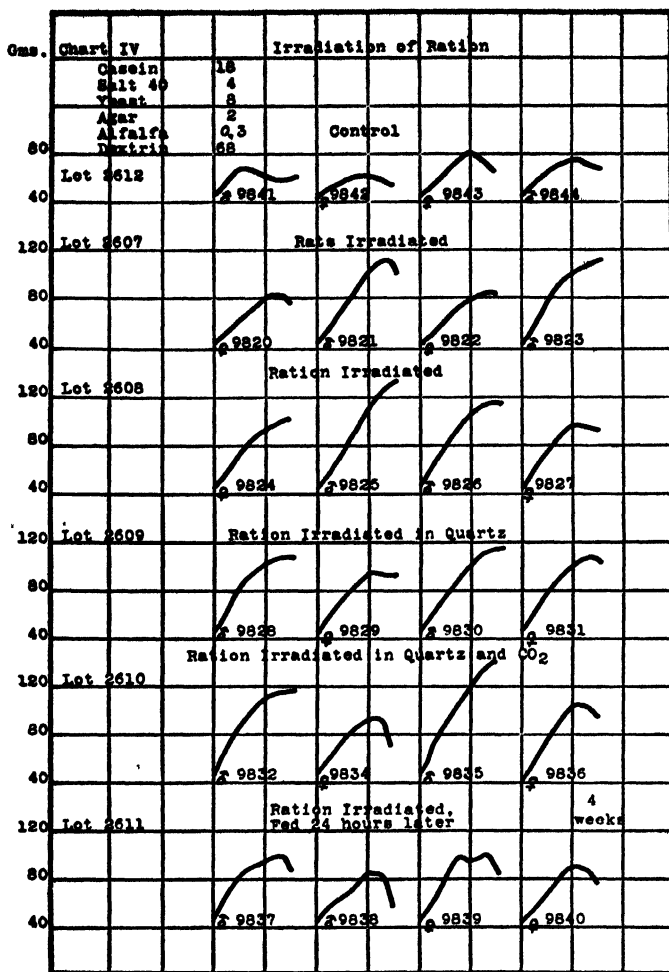 Gms. Chart IV Irradiation of Ration
Casein 18
Salt 40 4
Yeast 8
Agar 2
Alfalfa 0,3 Control
Dextrin 68
80
Lot 2612
40 ♂ 9841 ♀ 9842 ♀ 9843 ♂ 9844
120 Lot 2607 Rats Irradiated
80
40 ♀ 9820 ♂ 9821 ♀ 9822 ♂ 9823
Ration Irradiated
120 Lot 2608
80
40 ♀ 9824 ♂ 9825 ♂ 9826 ♀ 9827
120 Lot 2609 Ration Irradiated in Quartz
80
40 ♂ 9828 ♀ 9829 ♂ 9830 ♀ 9831
Ration Irradiated in Quartz and CO₂
120 Lot 2610
80
40 ♂ 9832 ♀ 9834 ♂ 9835 ♀ 9836
Ration Irradiated, 4
120 Lot 2611 Fed 24 hours later weeks
80
40 ♂ 9837 ♂ 9838 ♀ 9839 ♀ 9840